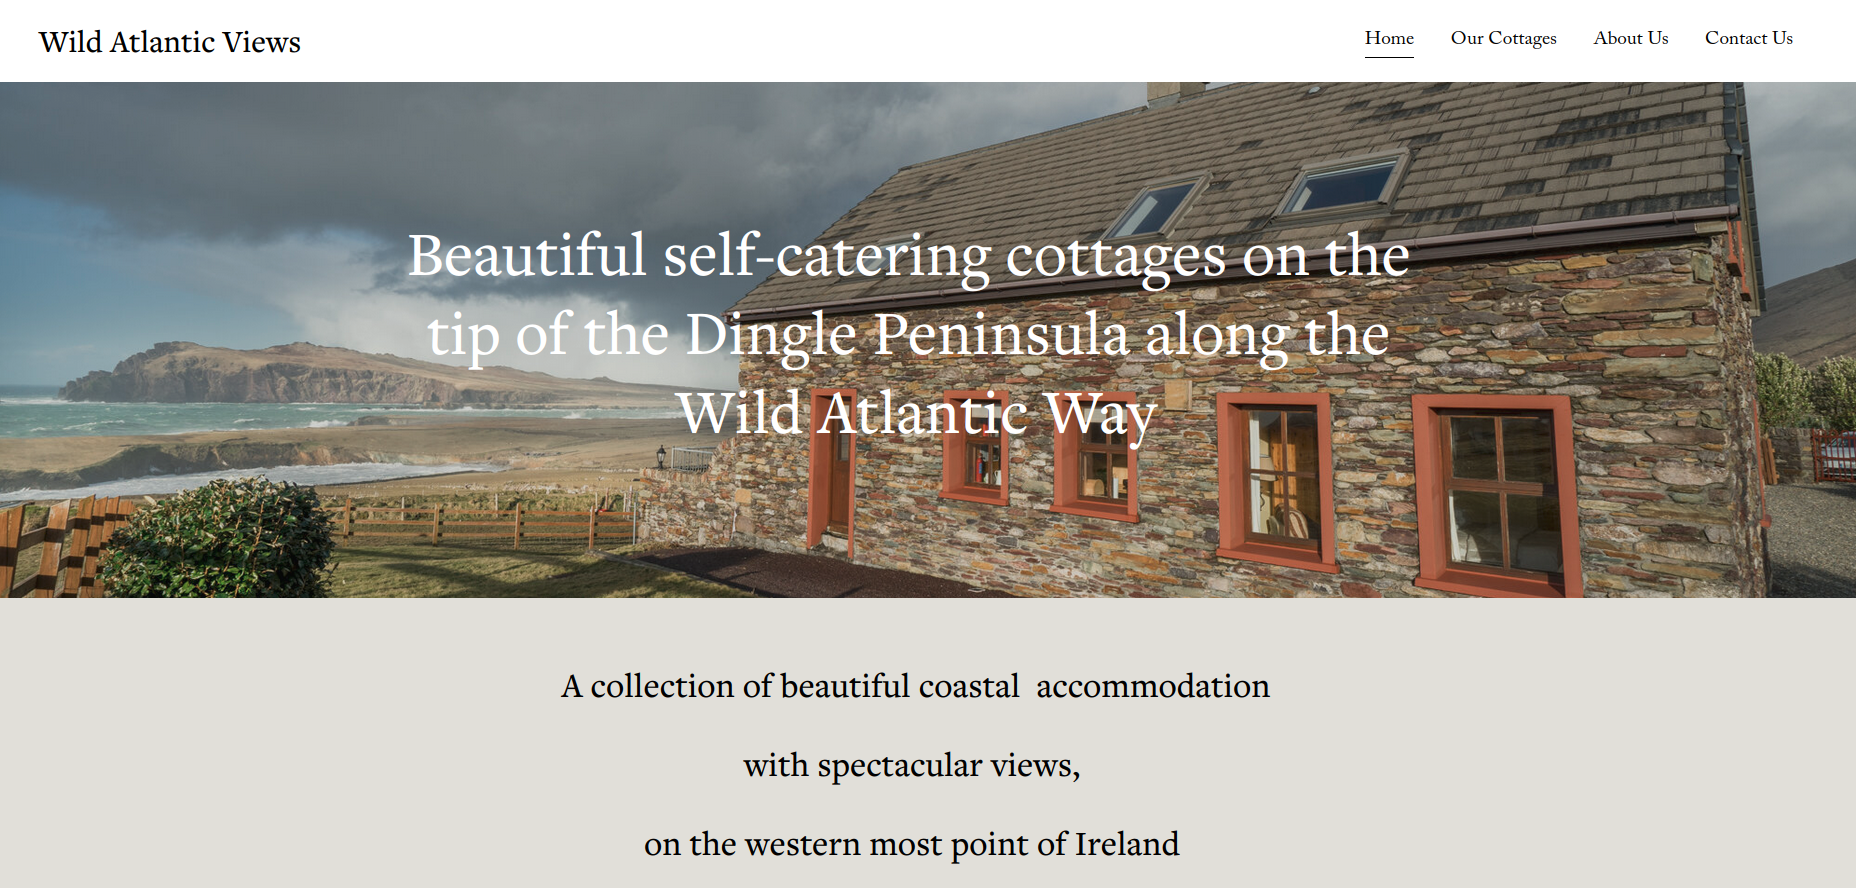 Wild Atlantic Views
Home
Our Cottages
About Us
Contact Us
Beautiful self-catering cottages on the
tip of the Dingle Peninsula along the
Wild Atlantic Way
A collection of beautiful coastal  accommodation
with spectacular views,
on the western most point of Ireland